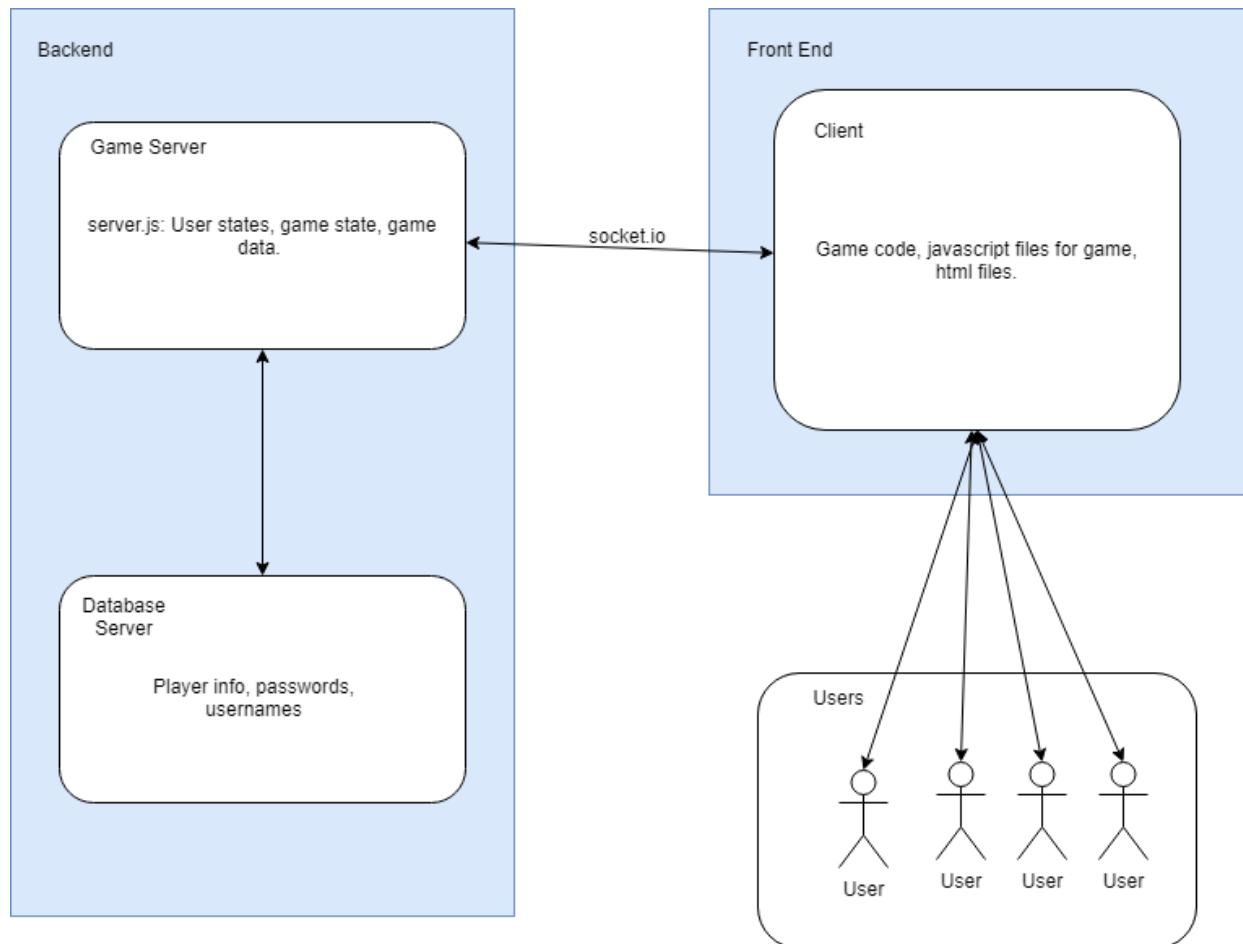 Backend
Game Server
server.js: User states, game state, game
data.
Database
Server
Player info, passwords,
usernames
socket.io
Front End
Client
Game code, javascript files for game,
html files.
Users
User
User
User
User